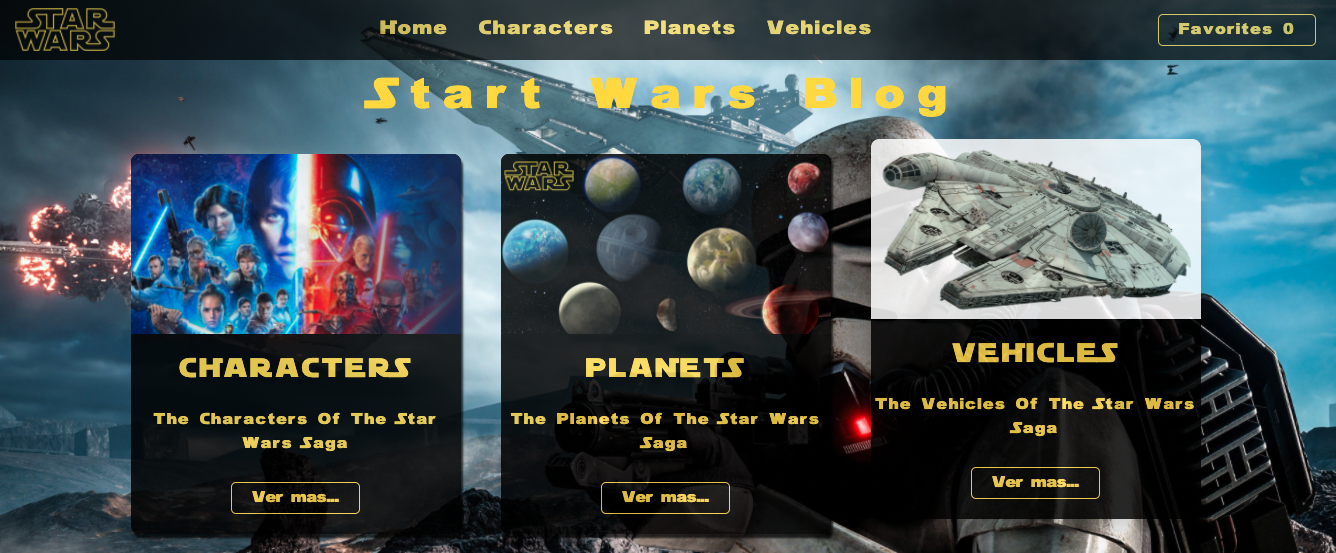 STAR
WARS
Home Characters Planets Vehicles
Favorites 0
Start Wars Blog
STAR
WARS
CHARACTERS
The Characters Of The Star
Wars Saga
Ver mas...
PLANETS
The Planets Of The Star Wars
Saga
Ver mas...
VEHICLES
The Vehicles Of The Star Wars
Saga
Ver mas...